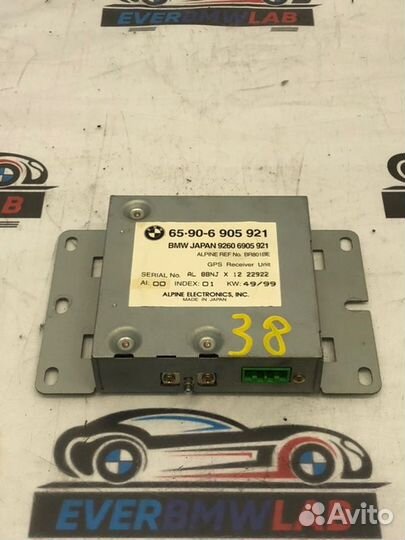 EVERBMWLAB
65·90-6 905 921
BMW JAPAN 9260 6905 921
ALPINE REF No. BR801BE
GPS Receiver Unit
SERIAL No. AL 88NJ X 12 22922
AI: 00 INDEX: 01 KW: 49/99
ALPINE ELECTRONICS, INC.
MADE IN JAPAN
38
EVERBMWLAB
Avito